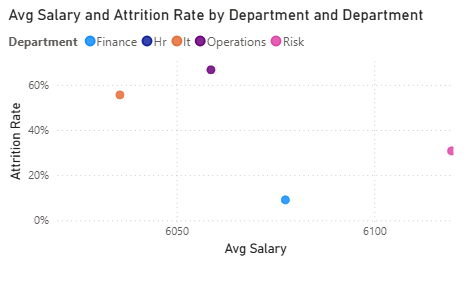 Avg Salary and Attrition Rate by Department and Department
Department Finance Hr It Operations Risk
60%
40%
20%
0%
Attrition Rate
6050 6100
Avg Salary